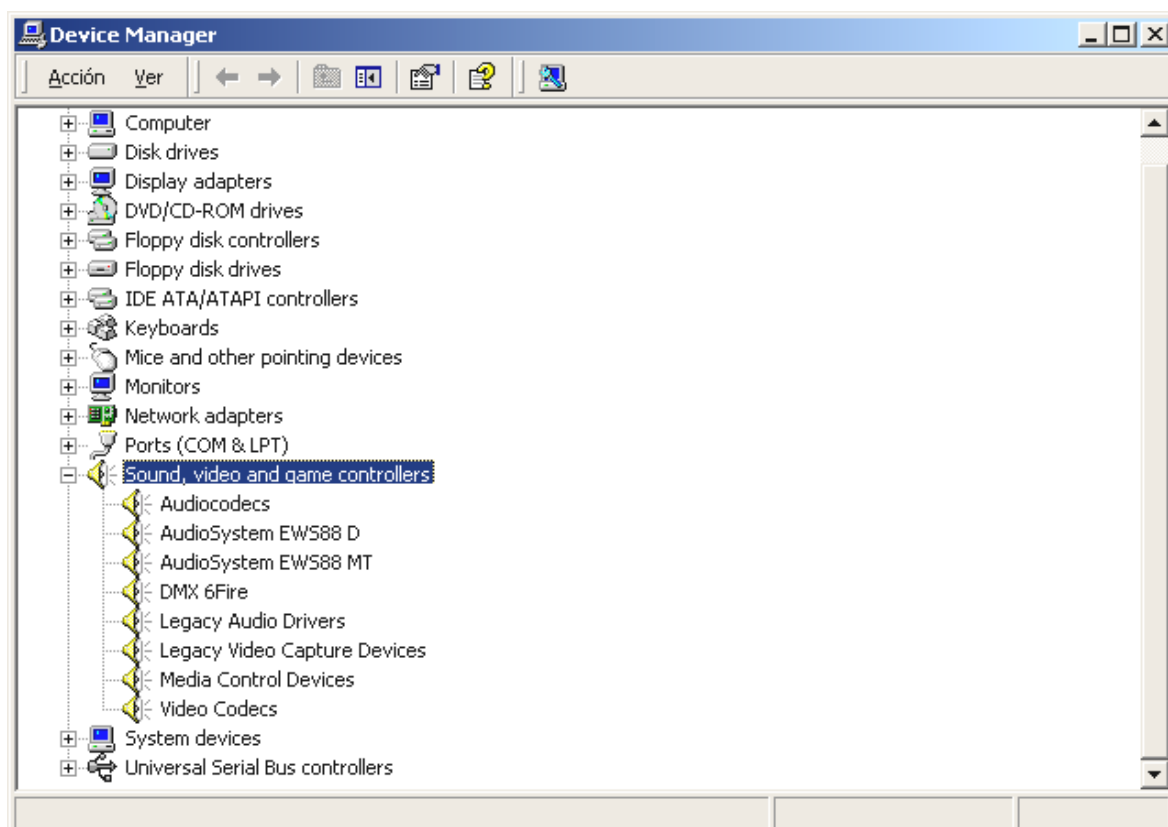 Device Manager
Acción Ver
Computer
Disk drives
Display adapters
DVD/CD-ROM drives
Floppy disk controllers
Floppy disk drives
IDE ATA/ATAPI controllers
Keyboards
Mice and other pointing devices
Monitors
Network adapters
Ports (COM & LPT)
Sound, video and game controllers
Audiocodecs
AudioSystem EWS88 D
AudioSystem EWS88 MT
DMX 6Fire
Legacy Audio Drivers
Legacy Video Capture Devices
Media Control Devices
Video Codecs
System devices
Universal Serial Bus controllers